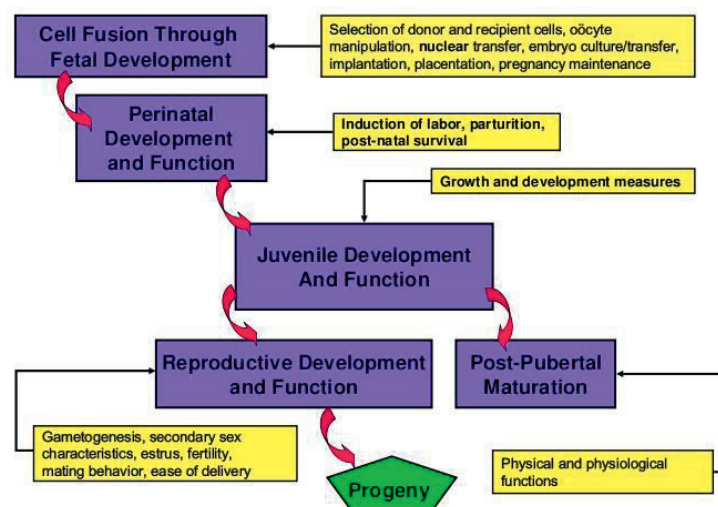 Cell Fusion Through
Fetal Development
Selection of donor and recipient cells, oöcyte
manipulation, nuclear transfer, embryo culture/transfer,
implantation, placentation, pregnancy maintenance
Perinatal
Development
and Function
Induction of labor, parturition,
post-natal survival
Growth and development measures
Juvenile Development
And Function
Reproductive Development
and Function
Post-Pubertal
Maturation
Gametogenesis, secondary sex
characteristics, estrus, fertility,
mating behavior, ease of delivery
Physical and physiological
functions
Progeny